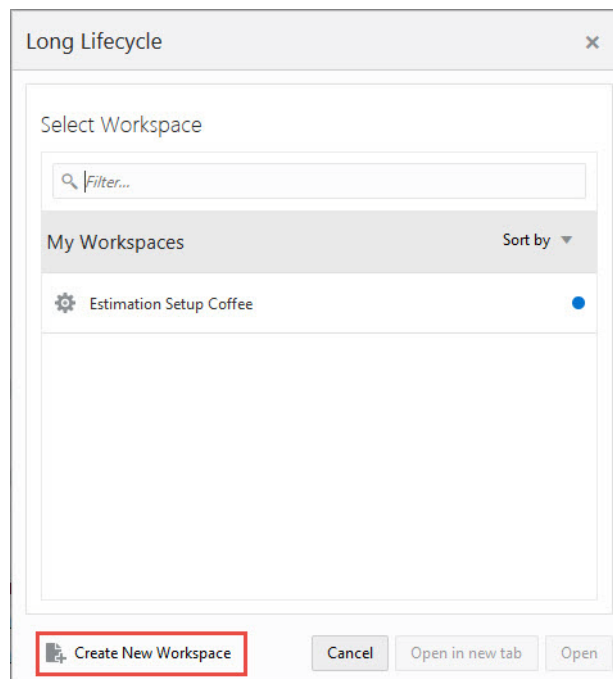 Long Lifecycle
Select Workspace
Filter...
My Workspaces Sort by
Estimation Setup Coffee
Create New Workspace Cancel Open in new tab Open